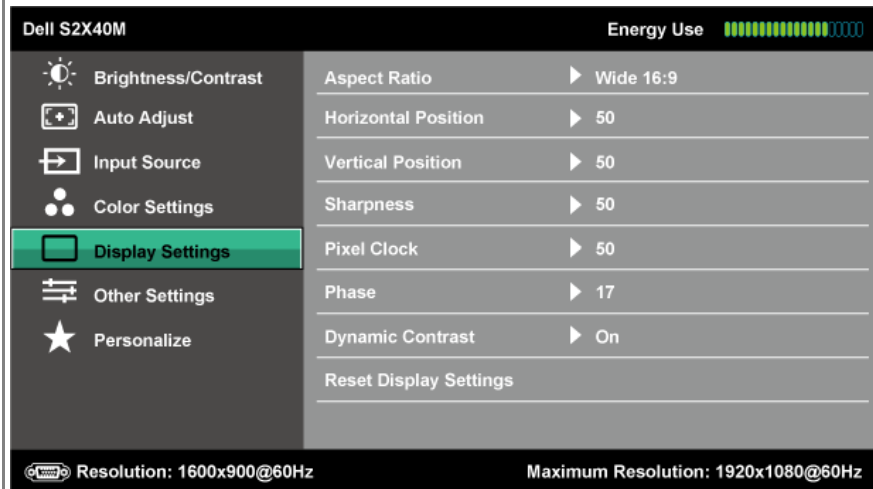 Dell S2X40M Energy Use
Brightness/Contrast
Auto Adjust
Input Source
Color Settings
Display Settings
Other Settings
Personalize
Aspect Ratio Wide 16:9
Horizontal Position 50
Vertical Position 50
Sharpness 50
Pixel Clock 50
Phase 17
Dynamic Contrast On
Reset Display Settings
Resolution: 1600x900@60Hz Maximum Resolution: 1920x1080@60Hz